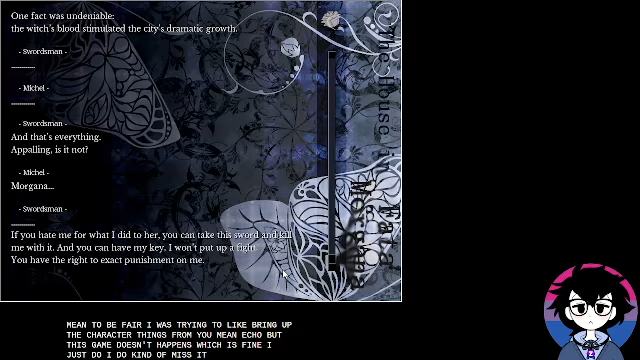 One fact was undeniable:
the witch's blood stimulated the city's dramatic growth.
- Swordsman -
------------
- Michel -
------------
- Swordsman -
And that's everything.
Appalling, is it not?
- Michel -
Morgana...
- Swordsman -
------------
If you hate me for what I did to her, you can take this sword and kill
me with it. And you can have my key. I won't put up a fight.
You have the right to exact punishment on me.
The House in
Fata
Morgana
MEAN TO BE FAIR I WAS TRYING TO LIKE BRING UP
THE CHARACTER THINGS FROM YOU MEAN ECHO BUT
THIS GAME DOESN'T HAPPENS WHICH IS FINE I
JUST DO I DO KIND OF MISS IT